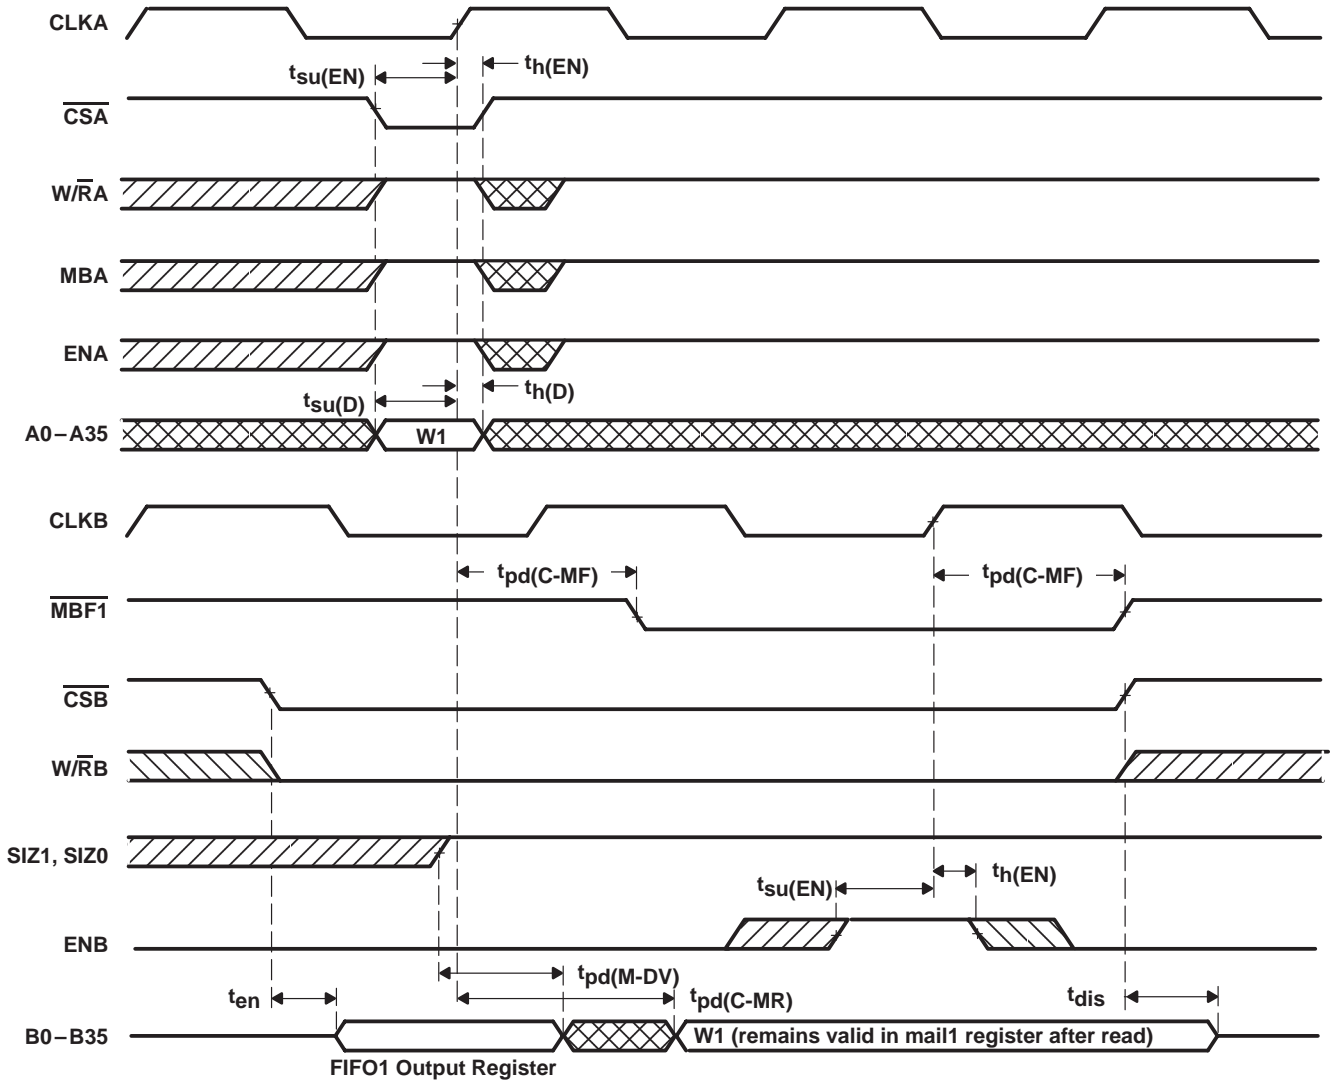 CLKA
tsu(EN)
th(EN)
CSA
W/RA
MBA
ENA
tsu(D)
th(D)
A0–A35
W1
CLKB
tpd(C-MF)
tpd(C-MF)
MBF1
CSB
W/RB
SIZ1, SIZ0
tsu(EN)
th(EN)
ENB
tpd(M-DV)
ten
tpd(C-MR)
tdis
B0–B35
W1 (remains valid in mail1 register after read)
FIFO1 Output Register